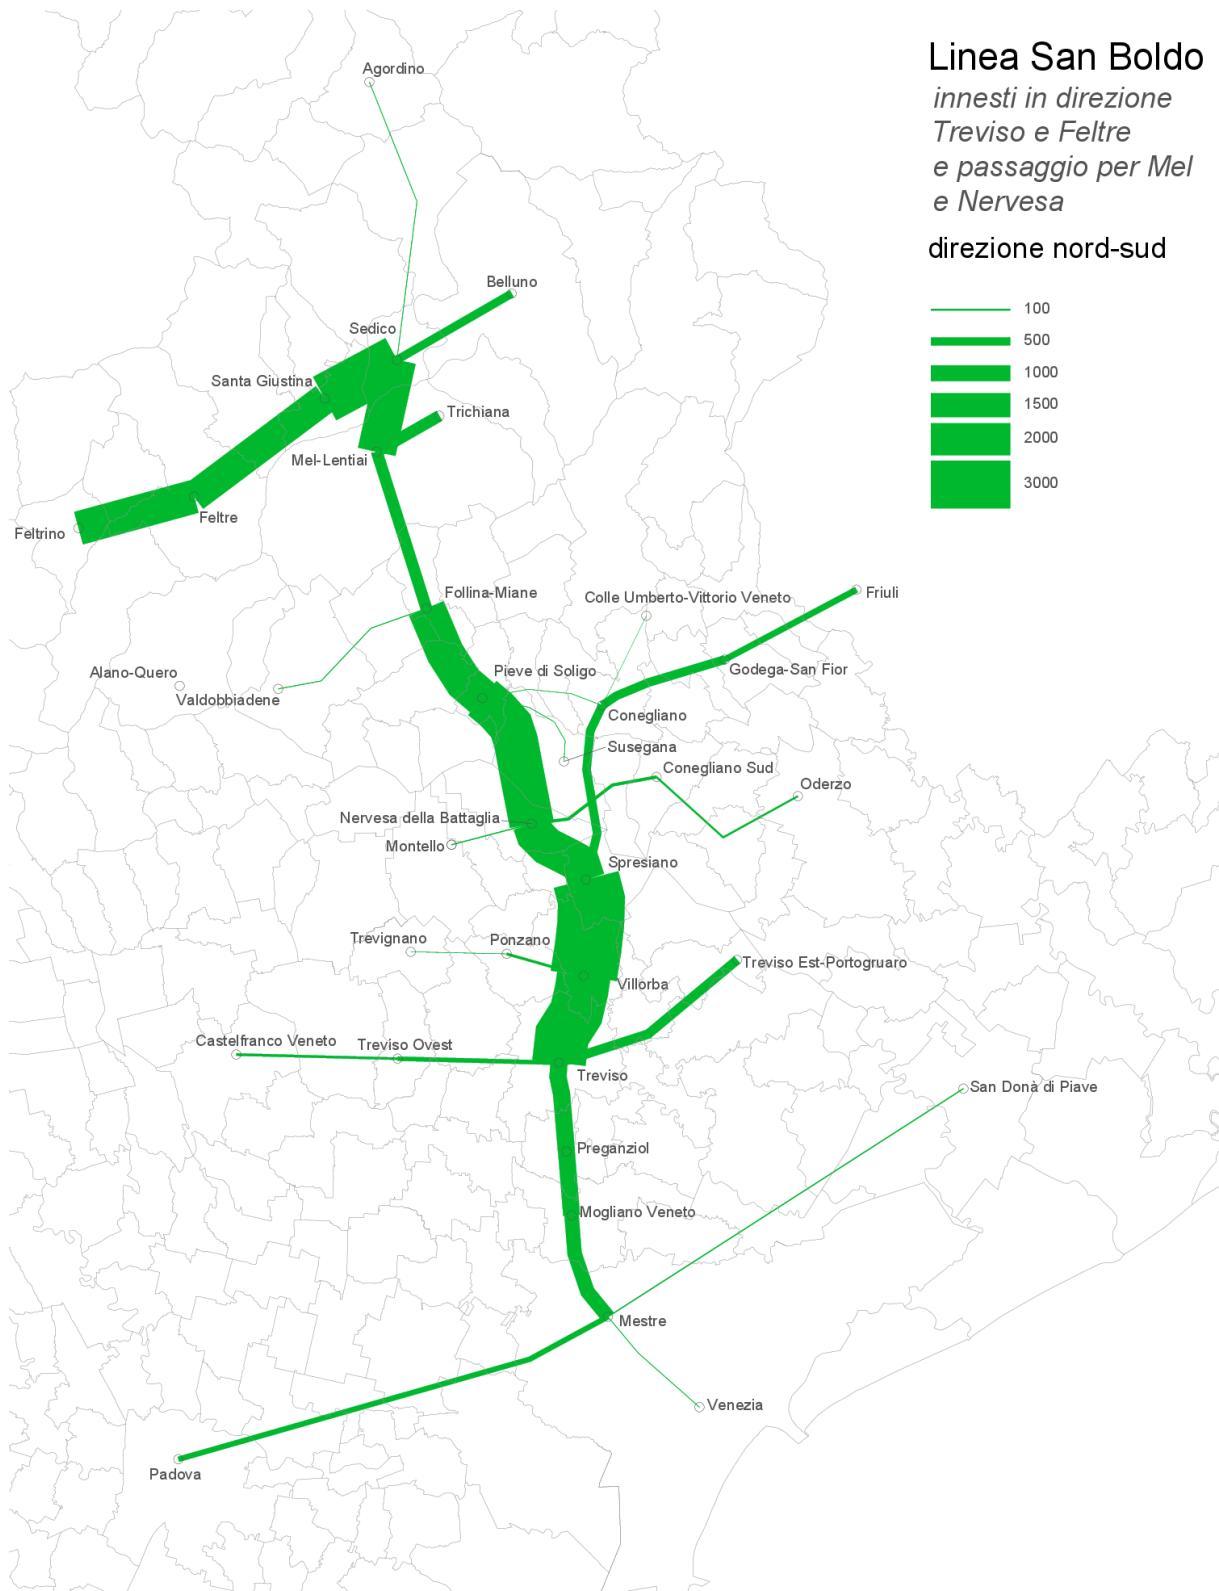 Linea San Boldo
innesti in direzione
Treviso e Feltre
e passaggio per Mel
e Nervesa
direzione nord-sud
100
500
1000
1500
2000
3000
Agordino
Belluno
Sedico
Santa Giustina
Trichiana
Mel-Lentiai
Feltre
Feltrino
Follina-Miane
Colle Umberto-Vittorio Veneto
Friuli
Alano-Quero
Pieve di Soligo
Godega-San Fior
Valdobbiadene
Conegliano
Susegana
Conegliano Sud
Oderzo
Nervesa della Battaglia
Montello
Spresiano
Trevignano
Ponzano
Treviso Est-Portogruaro
Villorba
Castelfranco Veneto
Treviso Ovest
Treviso
San Donà di Piave
Preganziol
Mogliano Veneto
Mestre
Venezia
Padova